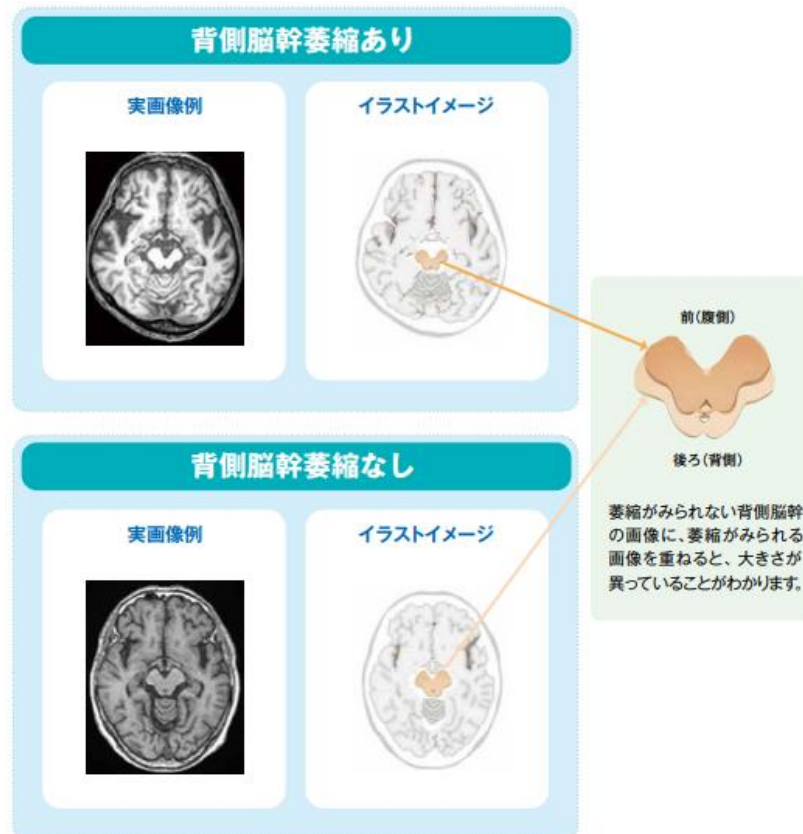 背側脳幹萎縮あり
実画像例
イラストイメージ
前(腹側)
後ろ(背側)
萎縮がみられない背側脳幹
の画像に、萎縮がみられる
画像を重ねると、大きさが
異っていることがわかります。
背側脳幹萎縮なし
実画像例
イラストイメージ